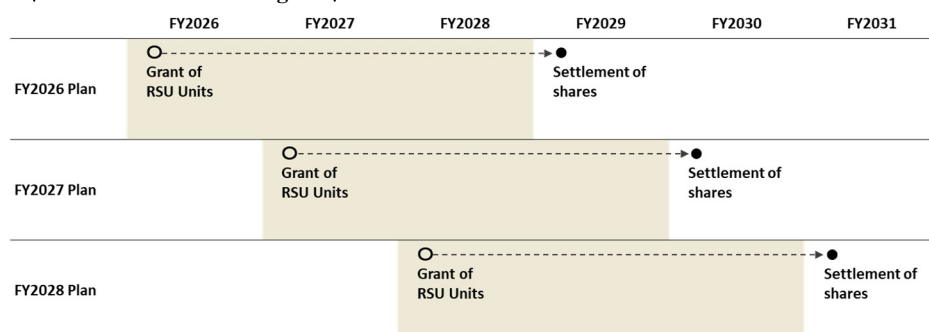 FY2026 FY2027 FY2028 FY2029 FY2030 FY2031
FY2026 Plan
Grant of
RSU Units
Settlement of
shares
FY2027 Plan
Grant of
RSU Units
Settlement of
shares
FY2028 Plan
Grant of
RSU Units
Settlement of
shares